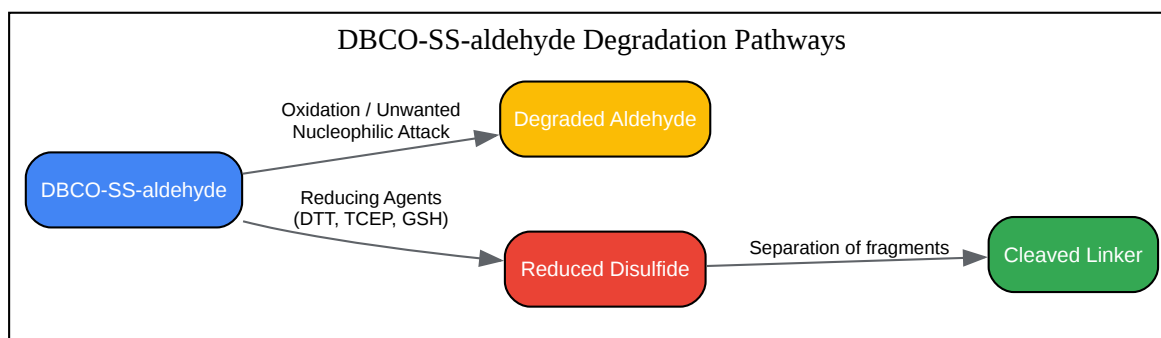 DBCO-SS-aldehyde Degradation Pathways
Oxidation / Unwanted
Nucleophilic Attack
Degraded Aldehyde
DBCO-SS-aldehyde
Reducing Agents
(DTT, TCEP, GSH)
Reduced Disulfide
Separation of fragments
Cleaved Linker